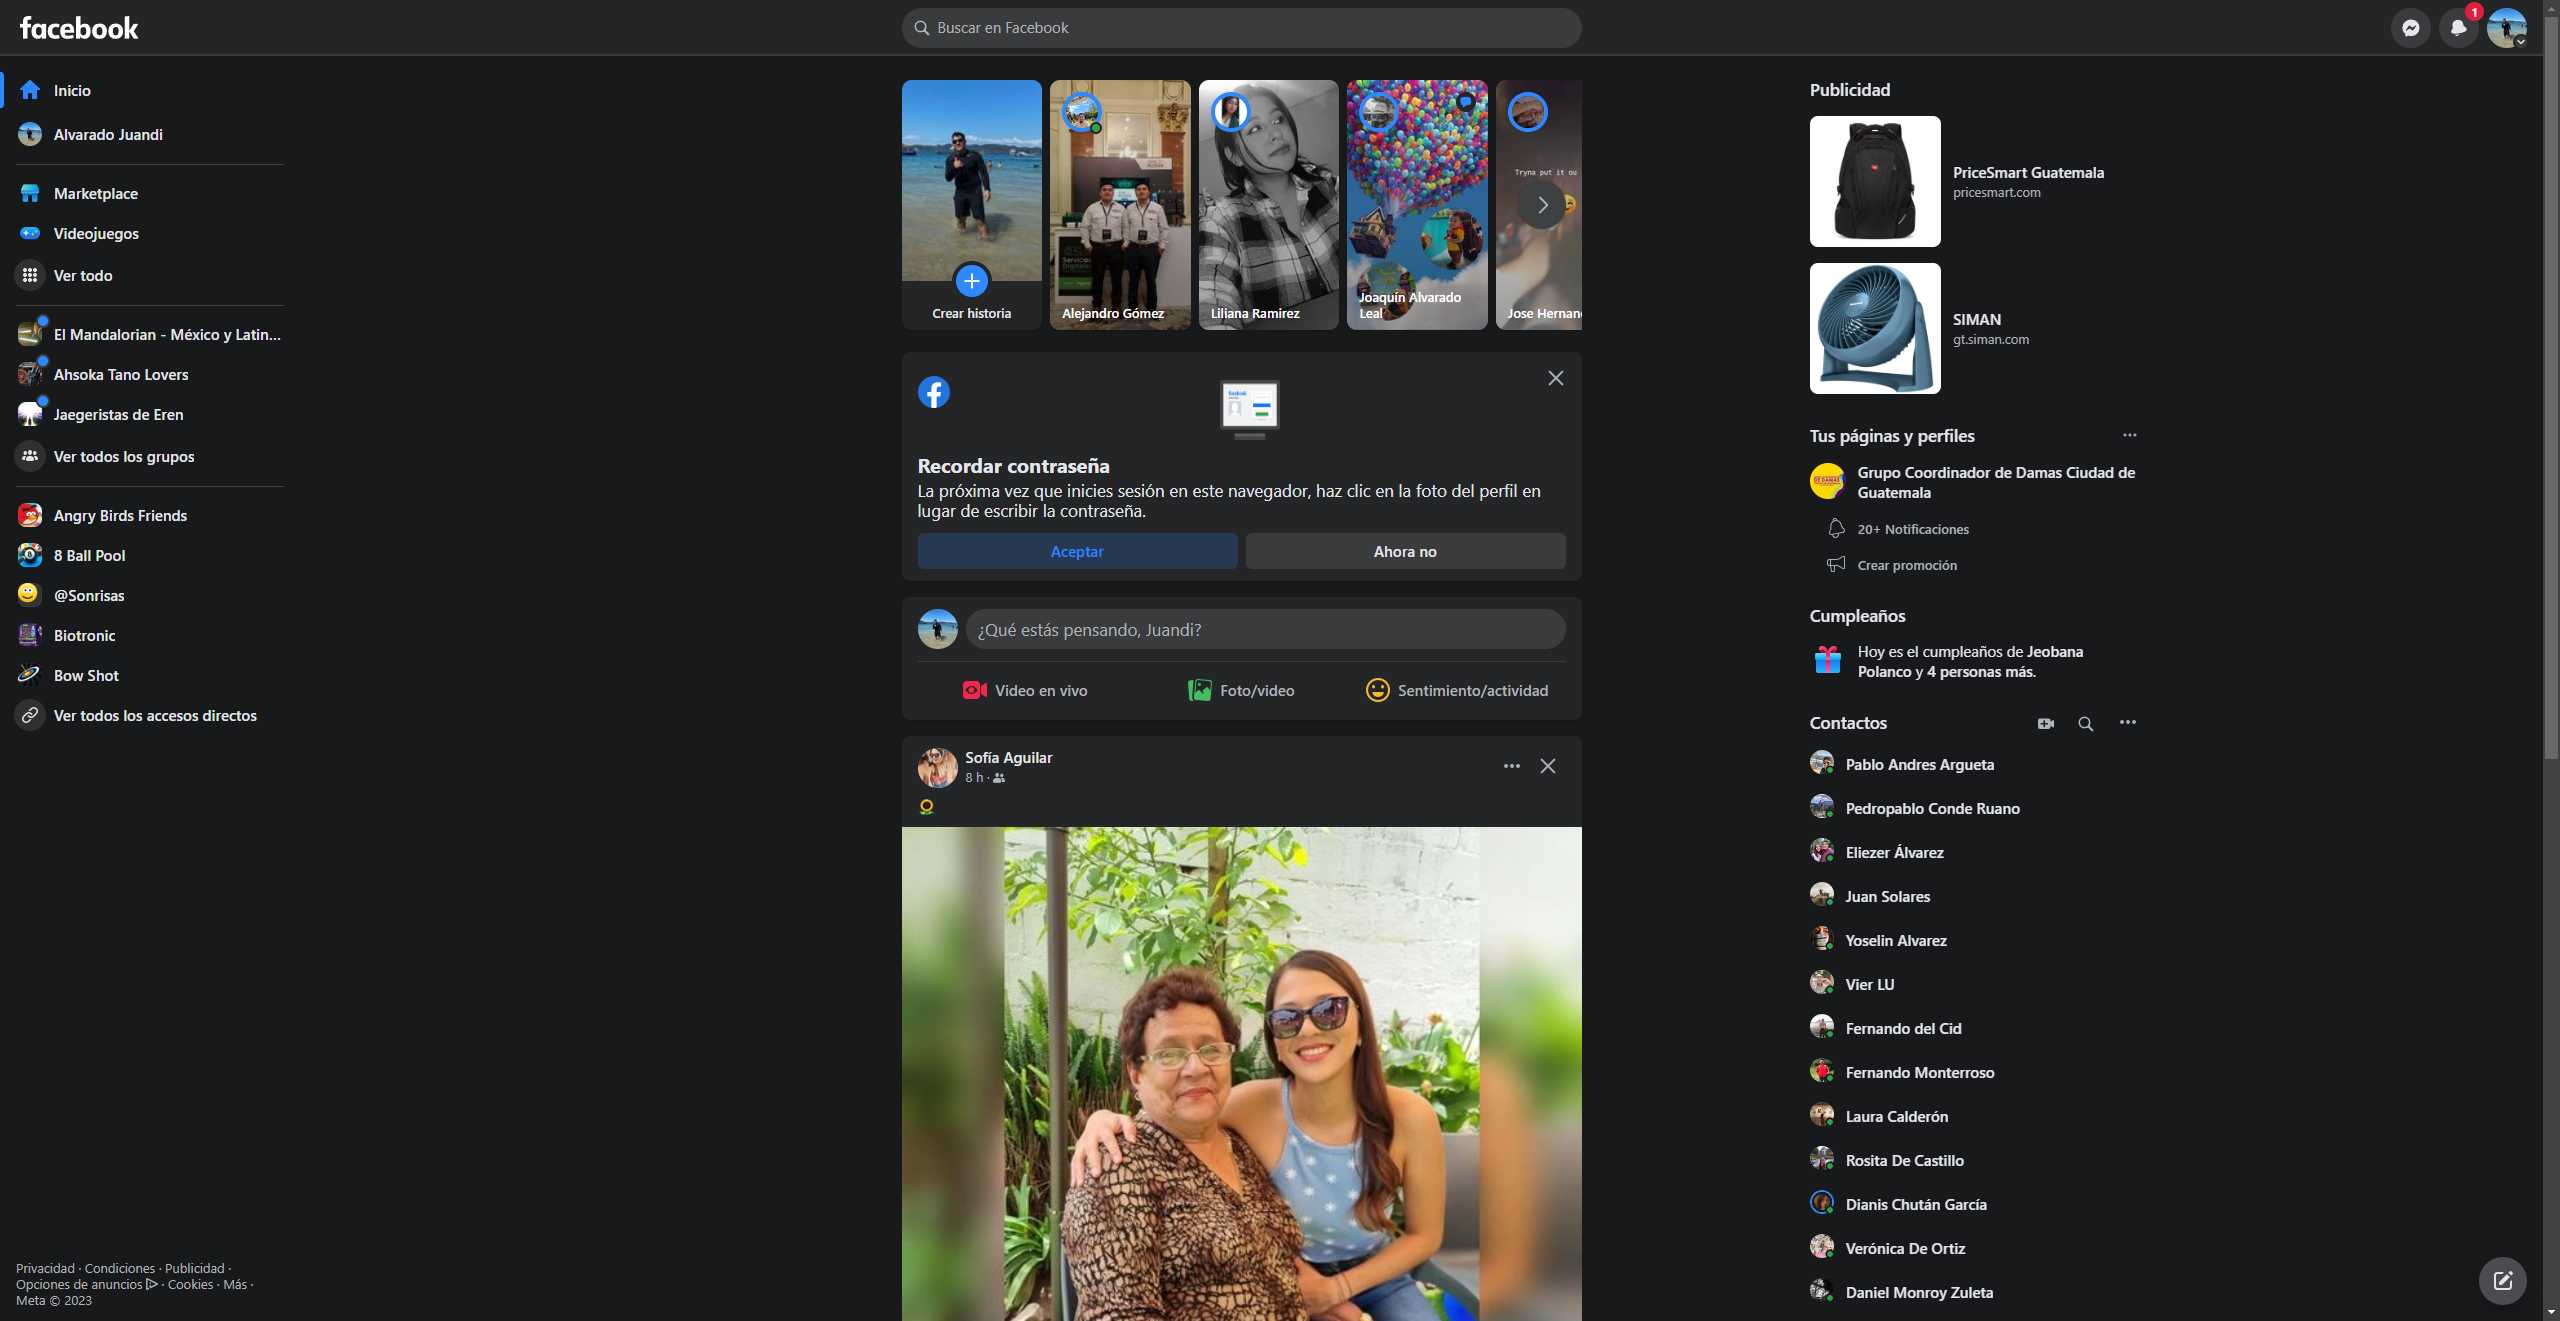 facebook
Buscar en Facebook
1
Inicio
Alvarado Juandi
Marketplace
Videojuegos
Ver todo
El Mandalorian - México y Latin...
Ahsoka Tano Lovers
Jaegeristas de Eren
Ver todos los grupos
Angry Birds Friends
8 Ball Pool
@Sonrisas
Biotronic
Bow Shot
Ver todos los accesos directos
Privacidad · Condiciones · Publicidad ·
Opciones de anuncios · Cookies · Más ·
Meta © 2023
Crear historia
Alejandro Gómez
Liliana Ramirez
Joaquín Alvarado
Leal
Tryna put it ou
Jose Hernan
Recordar contraseña
La próxima vez que inicies sesión en este navegador, haz clic en la foto del perfil en
lugar de escribir la contraseña.
Aceptar
Ahora no
¿Qué estás pensando, Juandi?
Video en vivo
Foto/video
Sentimiento/actividad
Sofía Aguilar
8 h ·
Publicidad
PriceSmart Guatemala
pricesmart.com
SIMAN
gt.siman.com
Tus páginas y perfiles
Grupo Coordinador de Damas Ciudad de
Guatemala
20+ Notificaciones
Crear promoción
Cumpleaños
Hoy es el cumpleaños de Jeobana
Polanco y 4 personas más.
Contactos
Pablo Andres Argueta
Pedropablo Conde Ruano
Eliezer Álvarez
Juan Solares
Yoselin Alvarez
Vier LU
Fernando del Cid
Fernando Monterroso
Laura Calderón
Rosita De Castillo
Dianis Chután García
Verónica De Ortiz
Daniel Monroy Zuleta